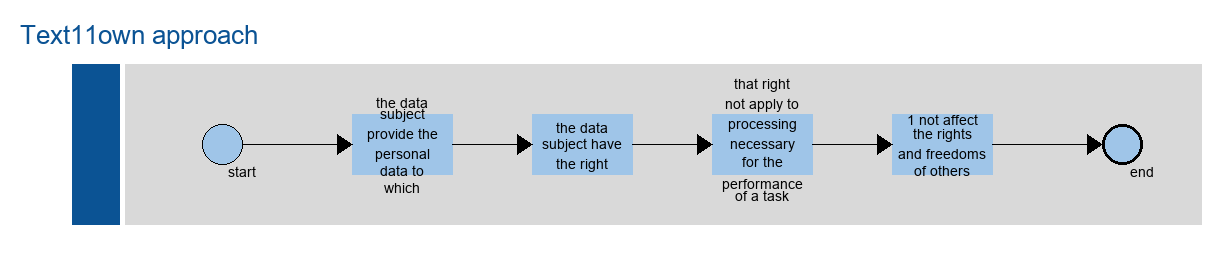 Text11own approach
start
the data
subject
provide the
personal
data to
which
the data
subject have
the right
that right
not apply to
processing
necessary
for the
performance
of a task
1 not affect
the rights
and freedoms
of others
end